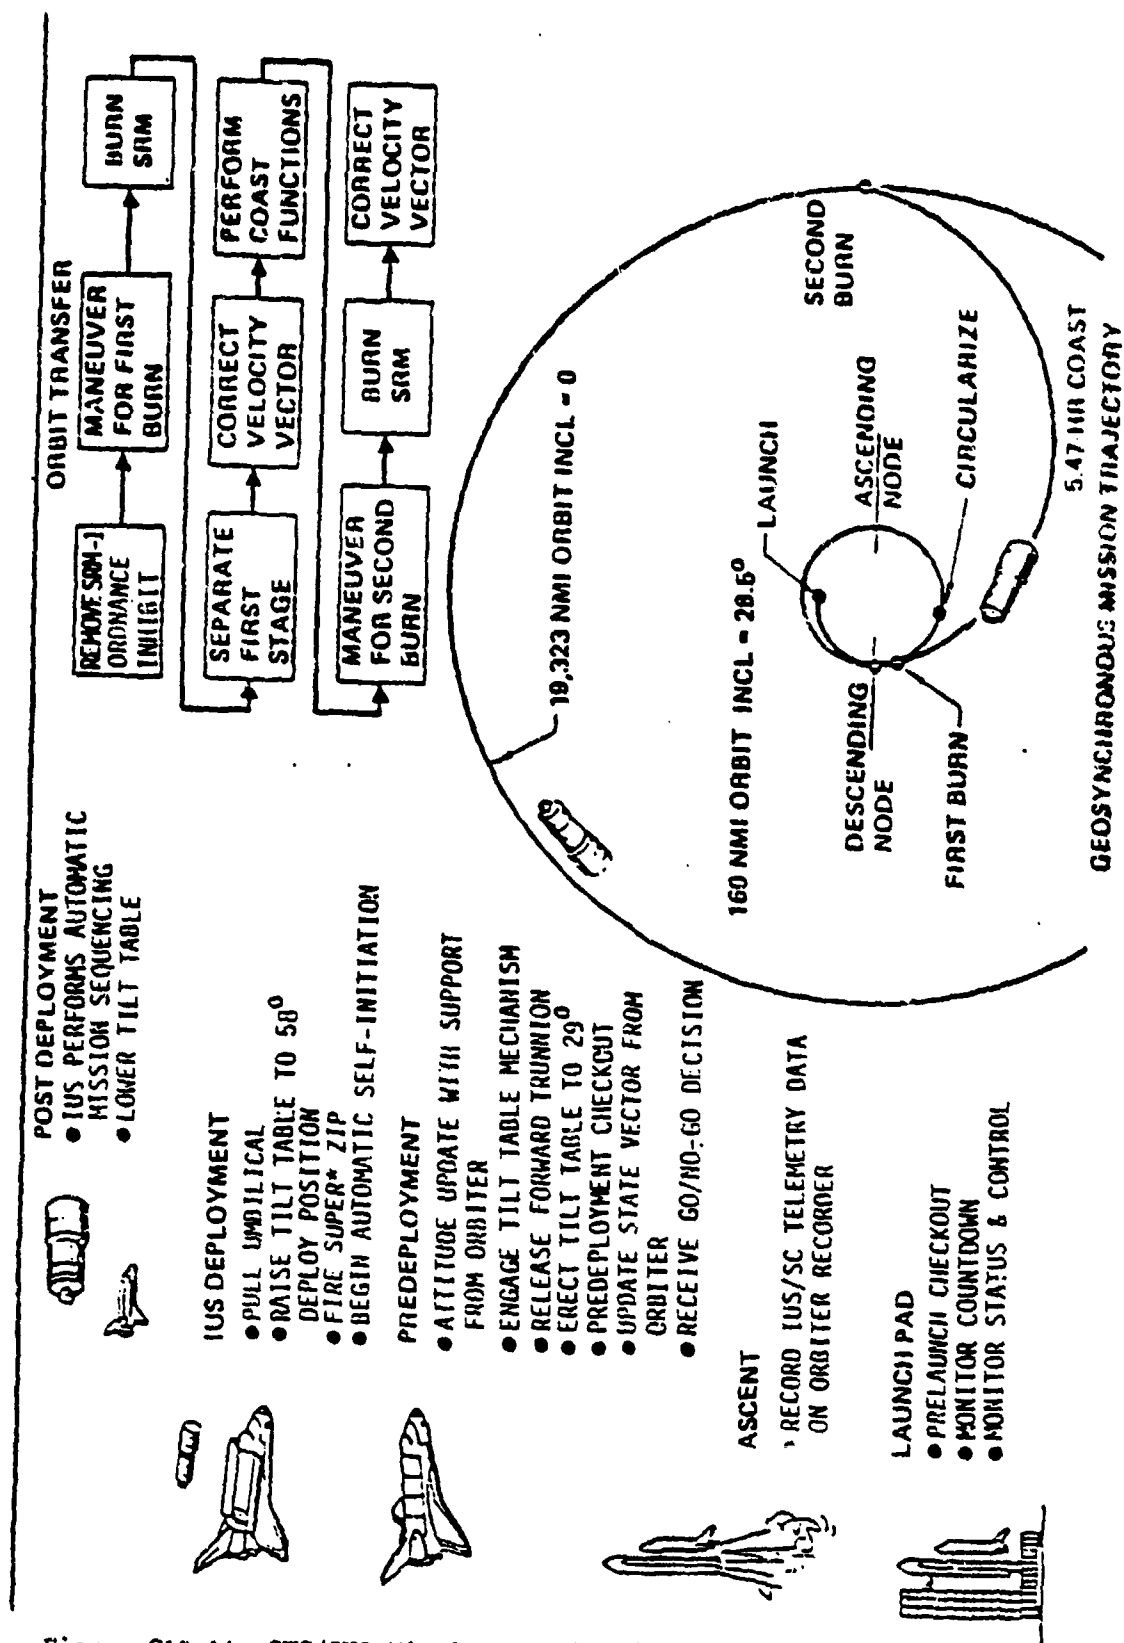 POST DEPLOYMENT
● IUS PERFORMS AUTOMATIC
MISSION SEQUENCING
● LOWER TILT TABLE
IUS DEPLOYMENT
● PULL UMBILICAL
● RAISE TILT TABLE TO 58°
DEPLOY POSITION
● FIRE SUPER* ZIP
● BEGIN AUTOMATIC SELF-INITIATION
PREDEPLOYMENT
● ATTITUDE UPDATE WITH SUPPORT
FROM ORBITER
● ENGAGE TILT TABLE MECHANISM
● RELEASE FORWARD TRUNNION
● ERECT TILT TABLE TO 29°
● PREDEPLOYMENT CHECKOUT
● UPDATE STATE VECTOR FROM
ORBITER
● RECEIVE GO/NO-GO DECISION
ASCENT
RECORD IUS/SC TELEMETRY DATA
ON ORBITER RECORDER
LAUNCH PAD
● PRELAUNCH CHECKOUT
● MONITOR COUNTDOWN
● MONITOR STATUS & CONTROL
ORBIT TRANSFER
REMOVE SRM-1
ORDNANCE
INHIBIT
MANEUVER
FOR FIRST
BURN
BURN
SRM
SEPARATE
FIRST
STAGE
CORRECT
VELOCITY
VECTOR
PERFORM
COAST
FUNCTIONS
MANEUVER
FOR SECOND
BURN
BURN
SRM
CORRECT
VELOCITY
VECTOR
19,323 NMI ORBIT INCL = 0
160 NMI ORBIT INCL = 28.5°
LAUNCH
SECOND
BURN
DESCENDING
NODE
ASCENDING
NODE
FIRST BURN
CIRCULARIZE
5.47 HR COAST
GEOSYNCHRONOUS MISSION TRAJECTORY